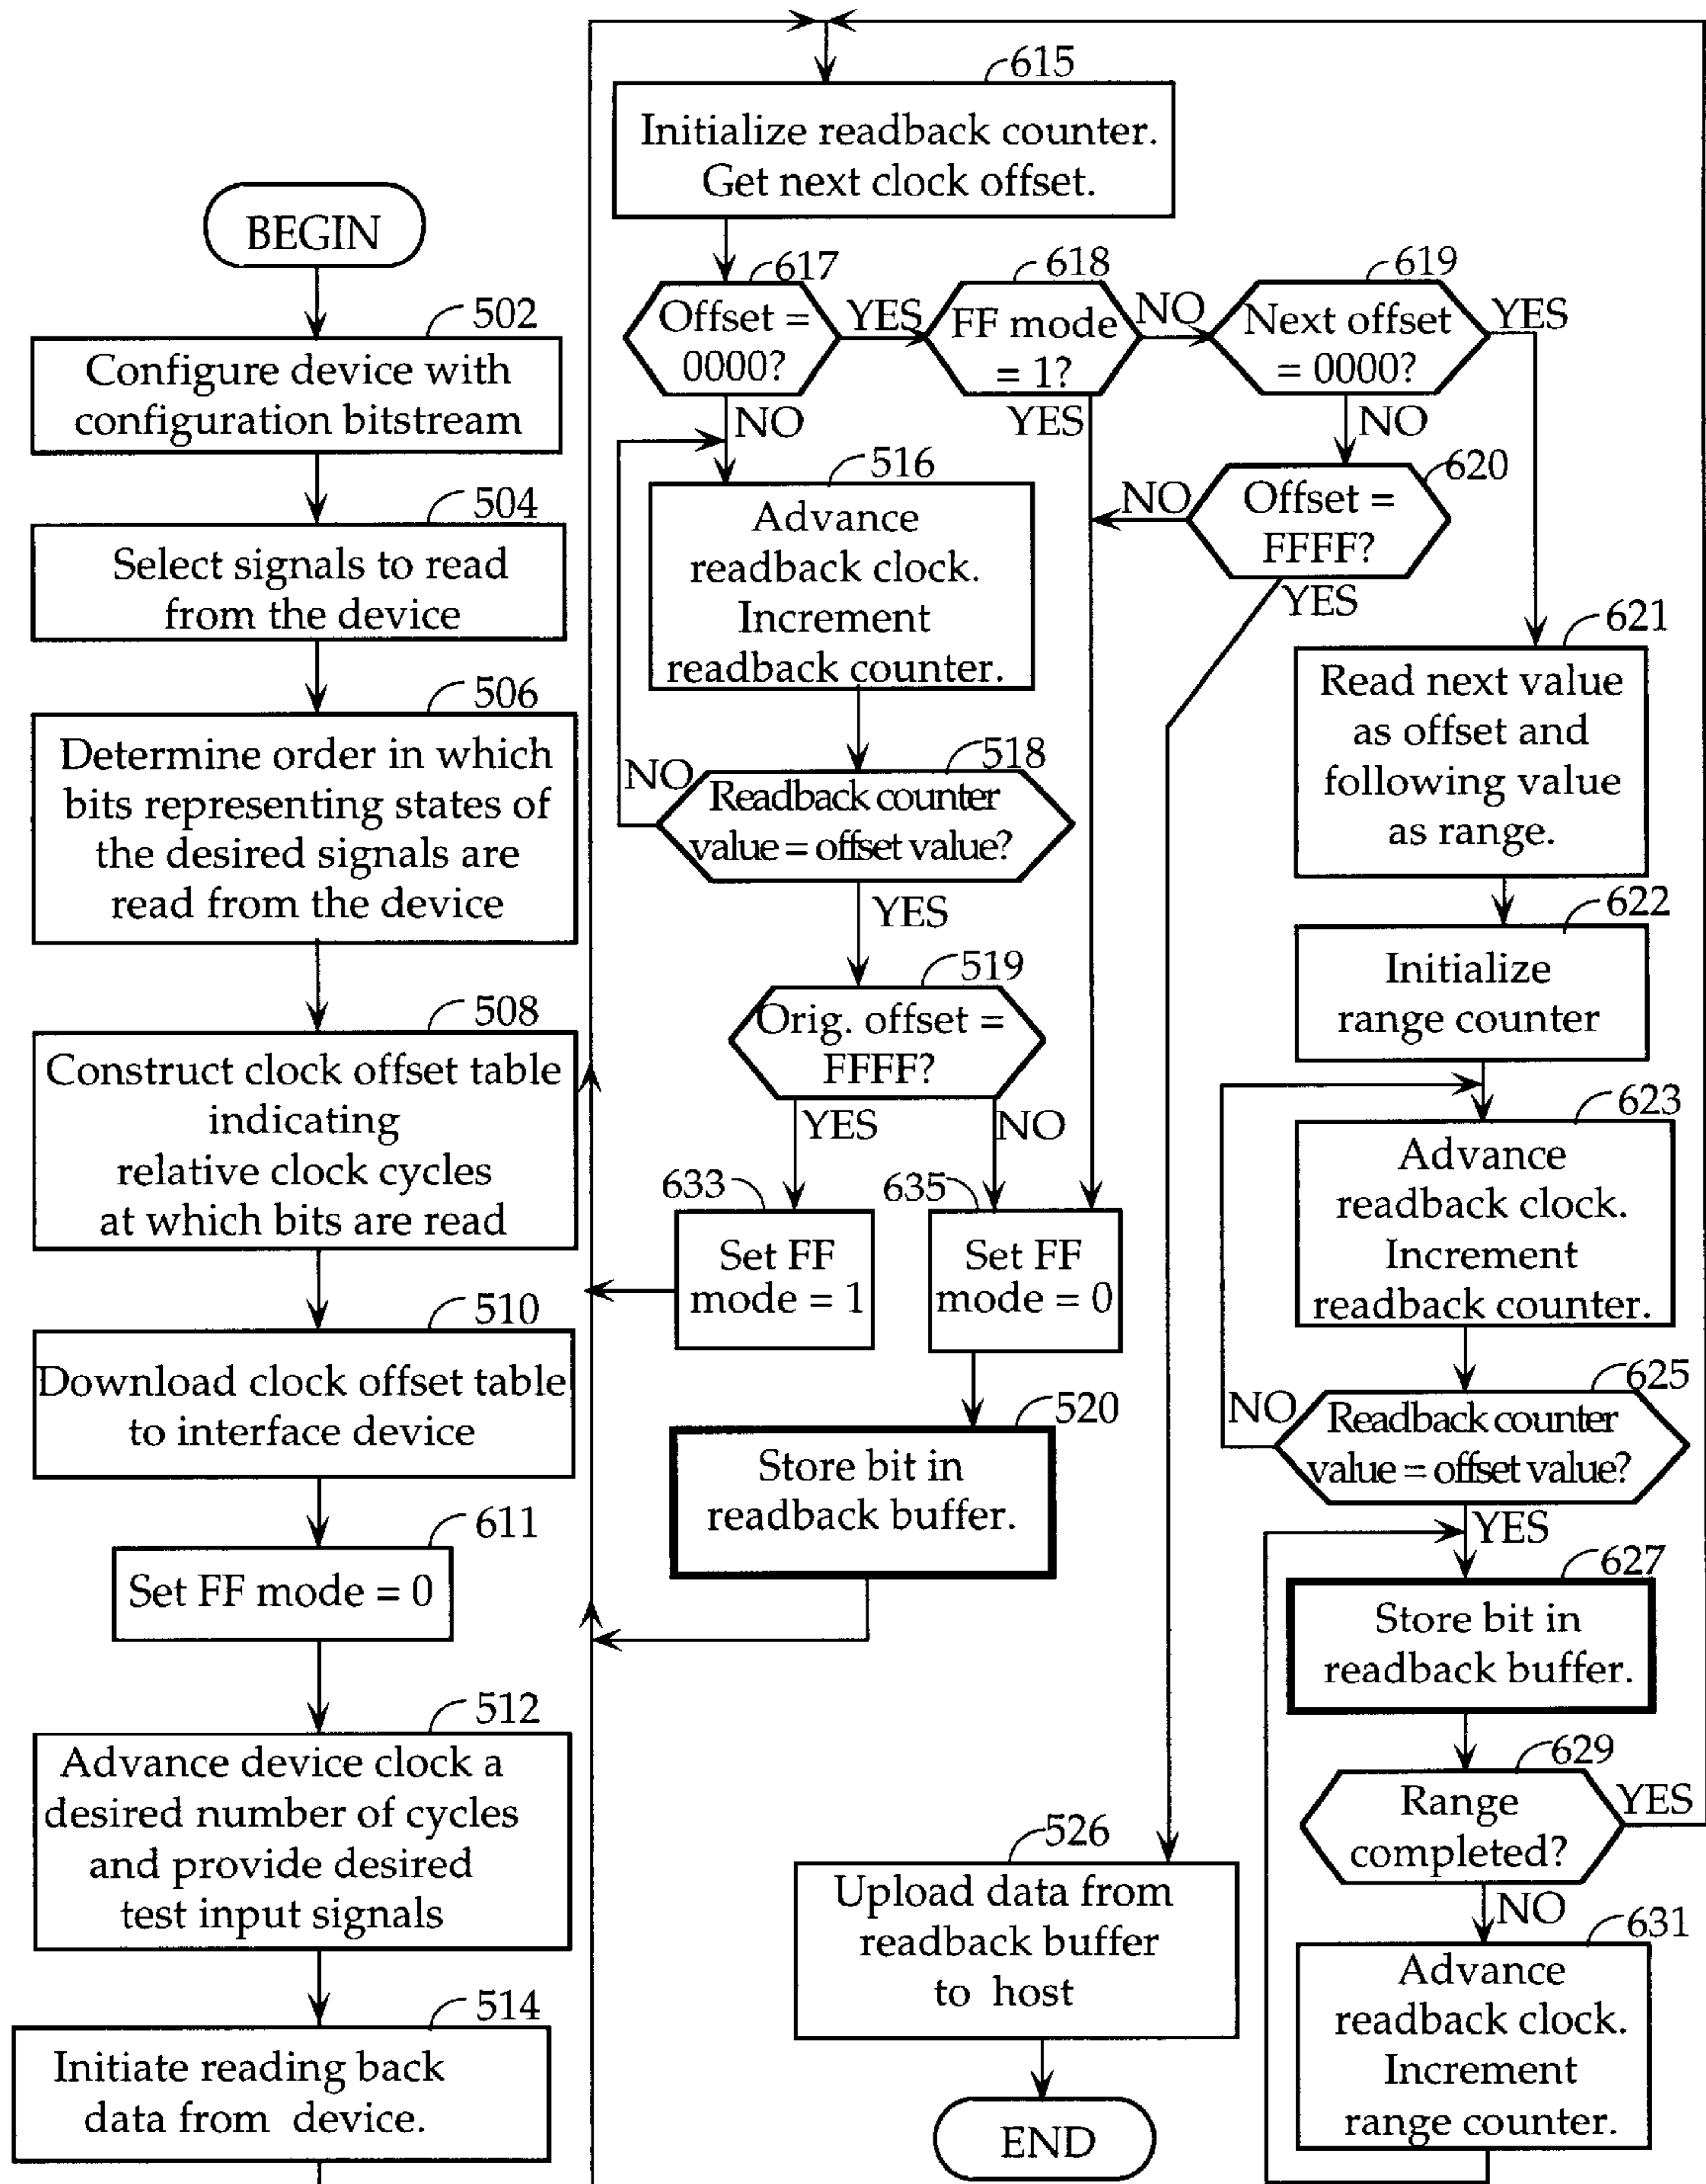 BEGIN
502
Configure device with
configuration bitstream
504
Select signals to read
from the device
506
Determine order in which
bits representing states of
the desired signals are
read from the device
508
Construct clock offset table
indicating
relative clock cycles
at which bits are read
510
Download clock offset table
to interface device
611
Set FF mode = 0
512
Advance device clock a
desired number of cycles
and provide desired
test input signals
514
Initiate reading back
data from device.
615
Initialize readback counter.
Get next clock offset.
617
Offset =
0000?
YES
NO
618
FF mode
= 1?
NO
YES
619
Next offset
= 0000?
YES
NO
620
Offset =
FFFF?
NO
YES
516
Advance
readback clock.
Increment
readback counter.
518
Readback counter
value = offset value?
NO
YES
519
Orig. offset =
FFFF?
YES
NO
633
Set FF
mode = 1
635
Set FF
mode = 0
520
Store bit in
readback buffer.
526
Upload data from
readback buffer
to host
END
621
Read next value
as offset and
following value
as range.
622
Initialize
range counter
623
Advance
readback clock.
Increment
readback counter.
625
Readback counter
value = offset value?
NO
YES
627
Store bit in
readback buffer.
629
Range
completed?
YES
NO
631
Advance
readback clock.
Increment
range counter.